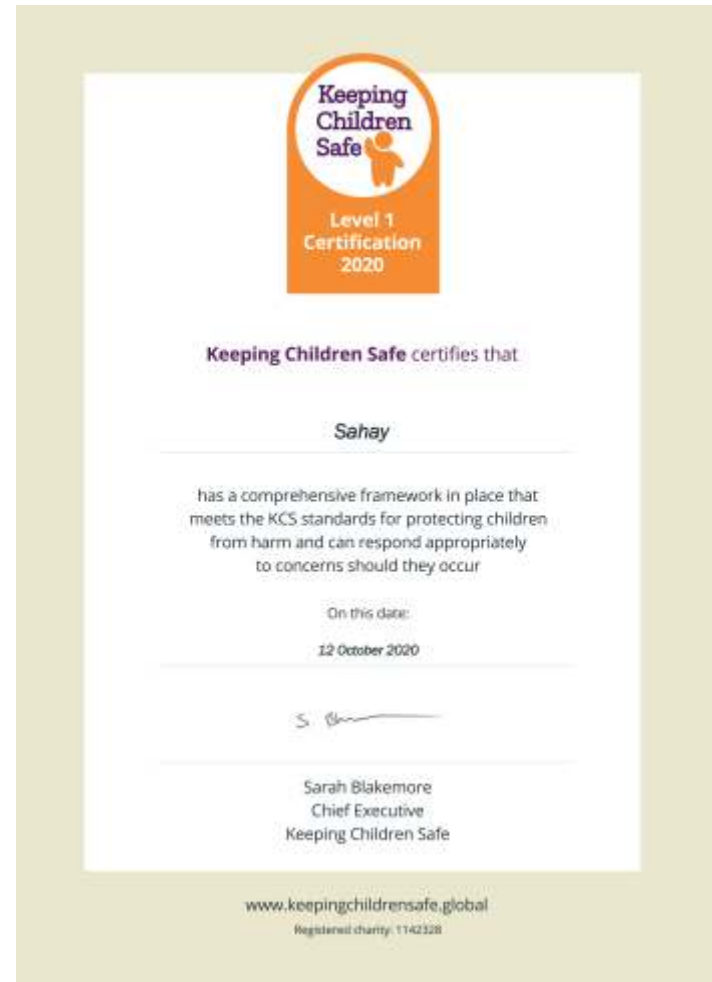 Keeping
Children
Safe
Level 1
Certification
2020
Keeping Children Safe certifies that
Sahay
has a comprehensive framework in place that
meets the KCS standards for protecting children
from harm and can respond appropriately
to concerns should they occur
On this date:
12 October 2020
S. B
Sarah Blakemore
Chief Executive
Keeping Children Safe
www.keepingchildrensafe.global
Registered charity: 1142328